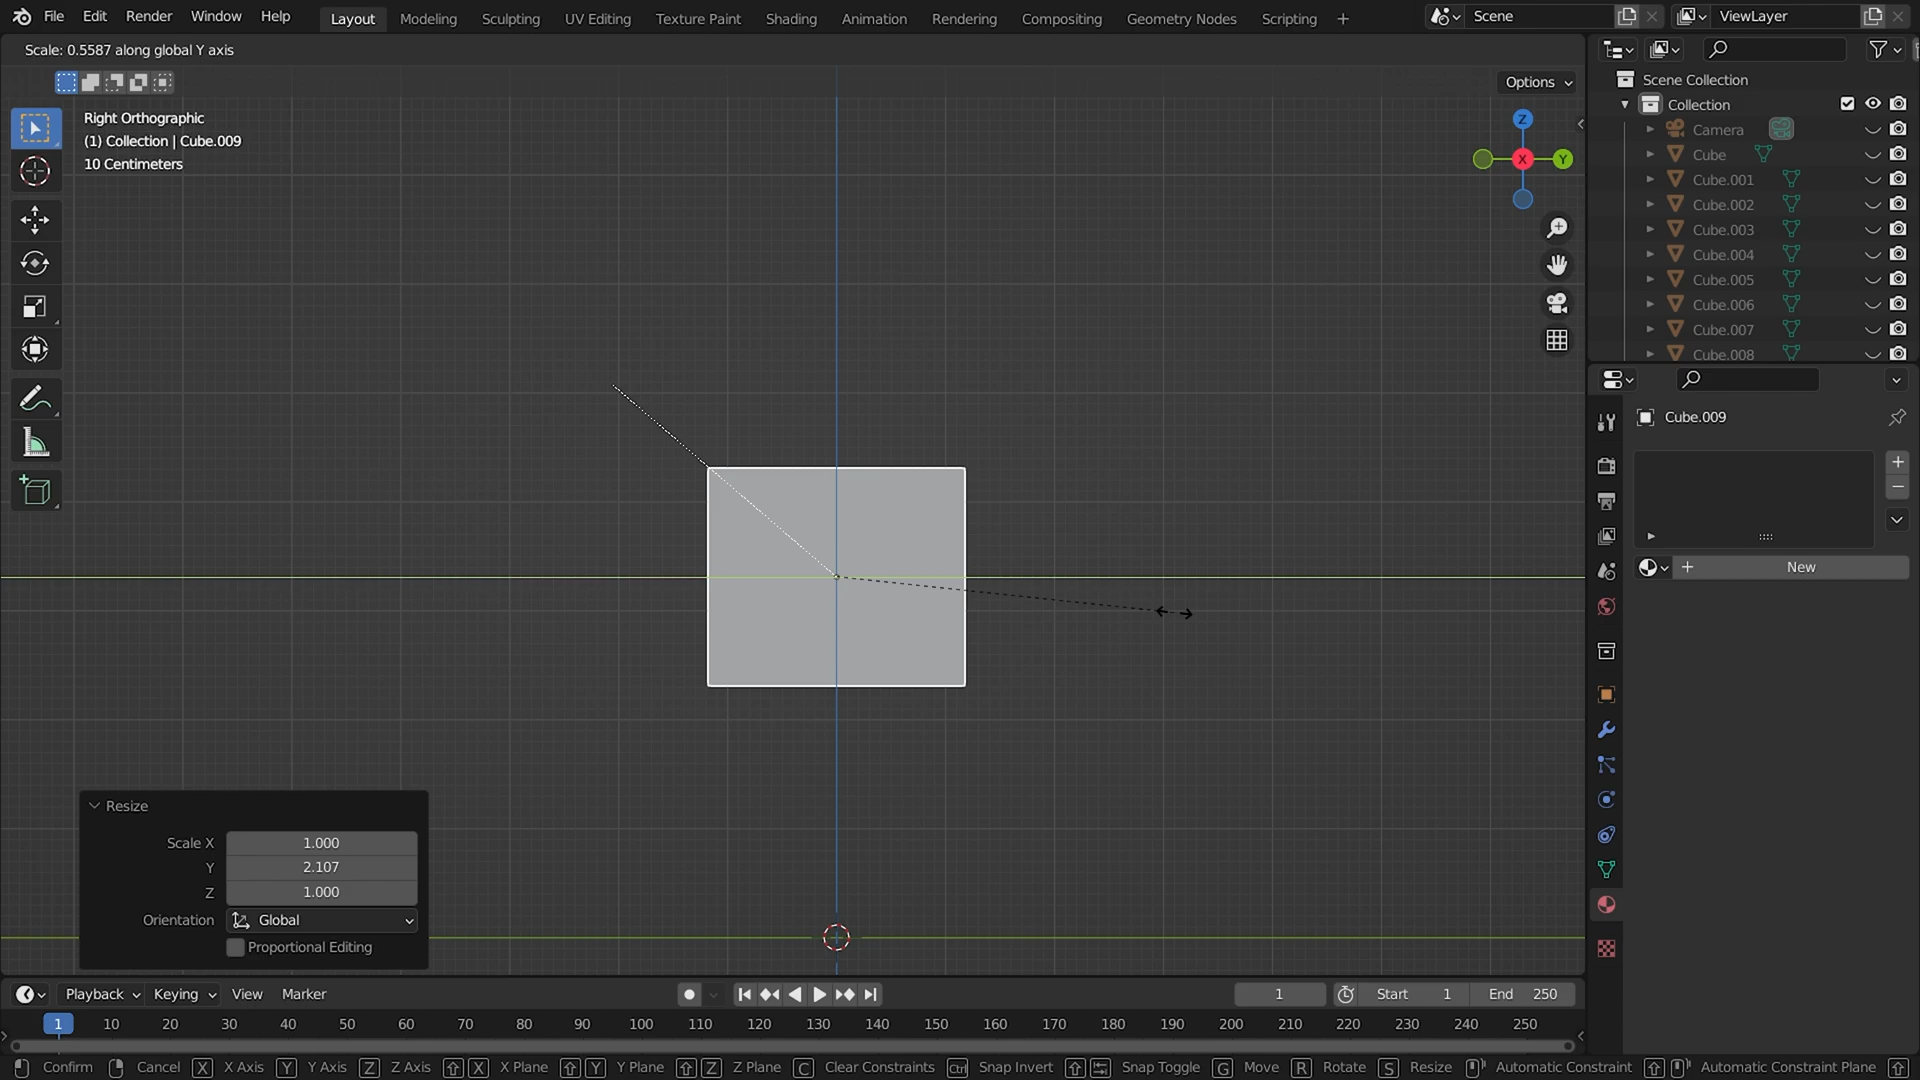 File Edit Render Window Help Layout Modeling Sculpting UV Editing Texture Paint Shading Animation Rendering Compositing Geometry Nodes Scripting + Scene ViewLayer
Scale: 0.5587 along global Y axis
Options
Right Orthographic
(1) Collection | Cube.009
10 Centimeters
Z
X
Y
Scene Collection
Collection
Camera
Cube
Cube.001
Cube.002
Cube.003
Cube.004
Cube.005
Cube.006
Cube.007
Cube.008
Cube.009
+ New
Resize
Scale X 1.000
Y 2.107
Z 1.000
Orientation Global
Proportional Editing
Playback Keying View Marker 1 Start 1 End 250
1 10 20 30 40 50 60 70 80 90 100 110 120 130 140 150 160 170 180 190 200 210 220 230 240 250
Confirm Cancel X X Axis Y Y Axis Z Z Axis X X Plane Y Y Plane Z Z Plane C Clear Constraints Ctrl Snap Invert Snap Toggle G Move R Rotate S Resize Automatic Constraint Automatic Constraint Plane